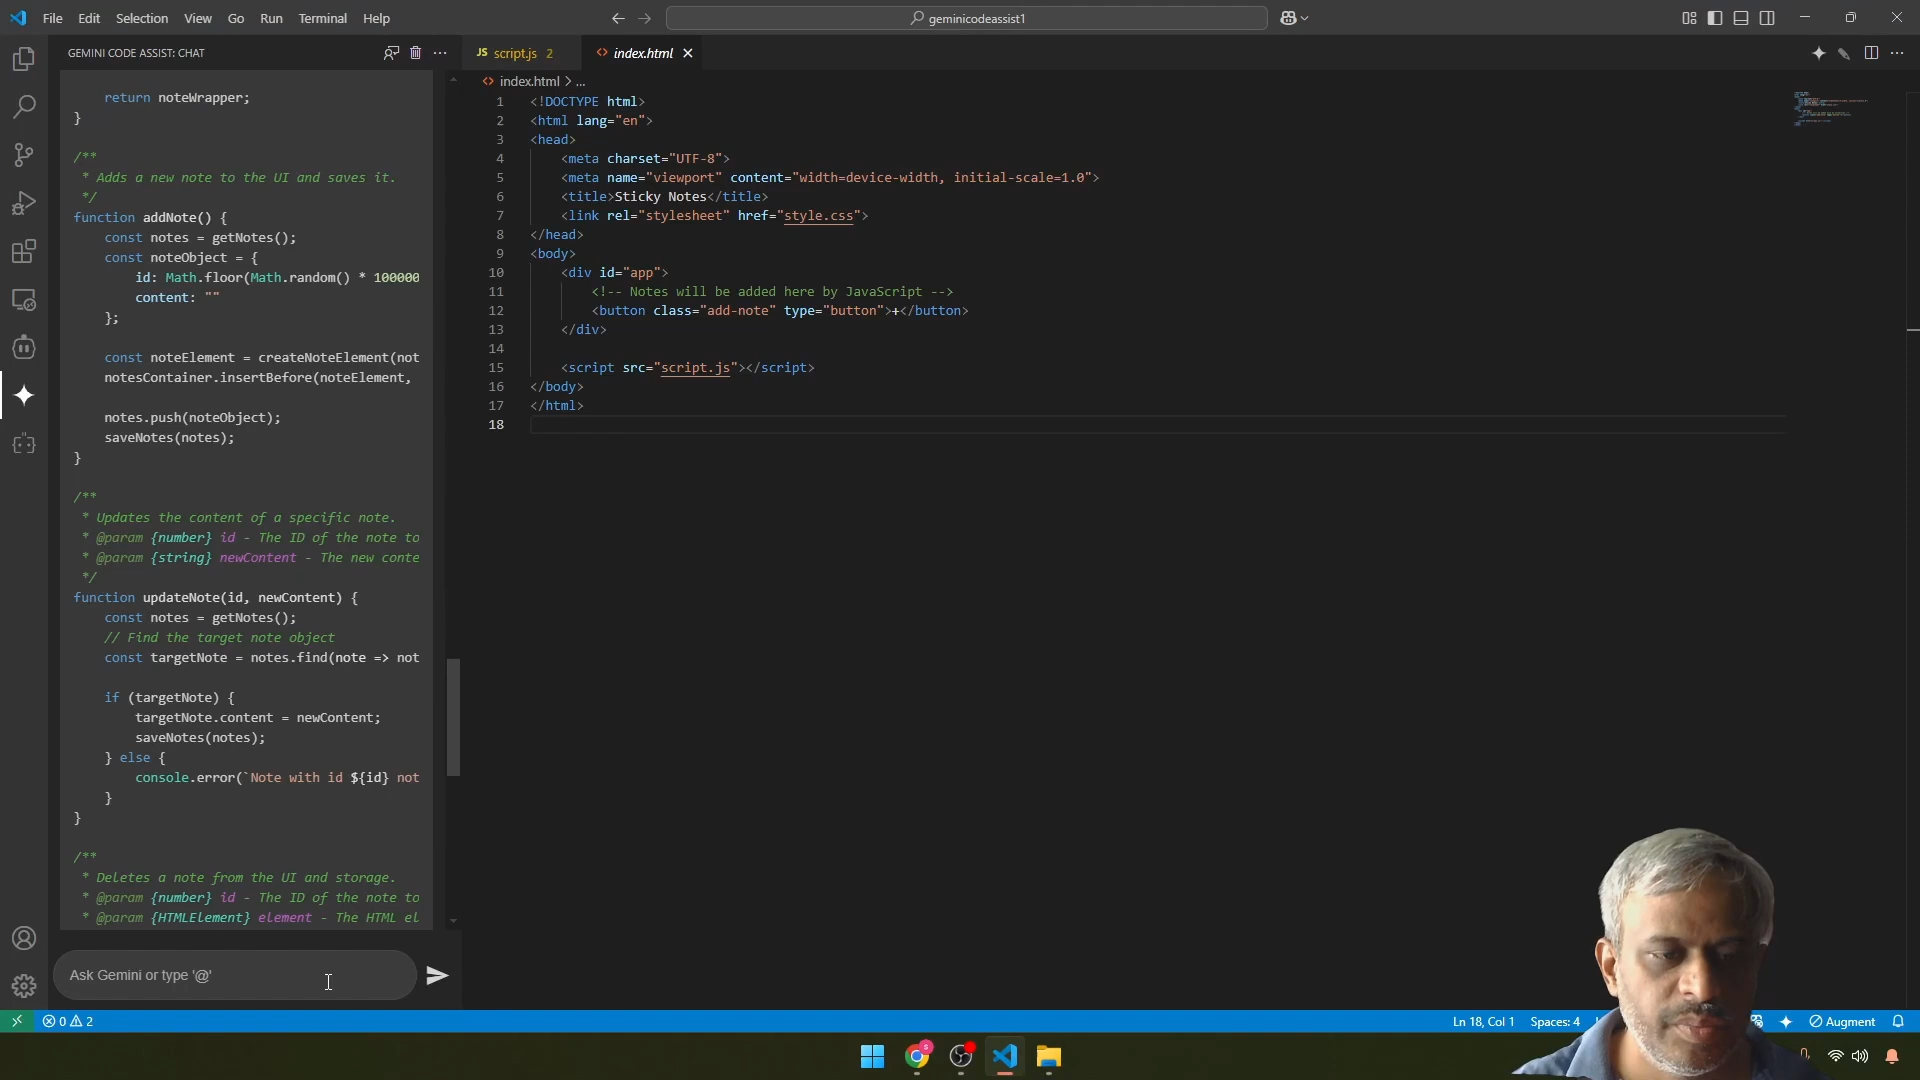 File Edit Selection View Go Run Terminal Help
geminicodeassist1
GEMINI CODE ASSIST: CHAT
return noteWrapper;
}
/**
* Adds a new note to the UI and saves it.
*/
function addNote() {
const notes = getNotes();
const noteObject = {
id: Math.floor(Math.random() * 100000
content: ""
};
const noteElement = createNoteElement(not
notesContainer.insertBefore(noteElement,
notes.push(noteObject);
saveNotes(notes);
}
/**
* Updates the content of a specific note.
* @param {number} id - The ID of the note to
* @param {string} newContent - The new conte
*/
function updateNote(id, newContent) {
const notes = getNotes();
// Find the target note object
const targetNote = notes.find(note => not
if (targetNote) {
targetNote.content = newContent;
saveNotes(notes);
} else {
console.error(`Note with id ${id} not
}
}
/**
* Deletes a note from the UI and storage.
* @param {number} id - The ID of the note to
* @param {HTMLElement} element - The HTML el
Ask Gemini or type '@'
JS script.js 2
<> index.html
<> index.html > ...
1 <!DOCTYPE html>
2 <html lang="en">
3 <head>
4 <meta charset="UTF-8">
5 <meta name="viewport" content="width=device-width, initial-scale=1.0">
6 <title>Sticky Notes</title>
7 <link rel="stylesheet" href="style.css">
8 </head>
9 <body>
10 <div id="app">
11 <!-- Notes will be added here by JavaScript -->
12 <button class="add-note" type="button">+</button>
13 </div>
14
15 <script src="script.js"></script>
16 </body>
17 </html>
18
0 2
Ln 18, Col 1 Spaces: 4
Augment